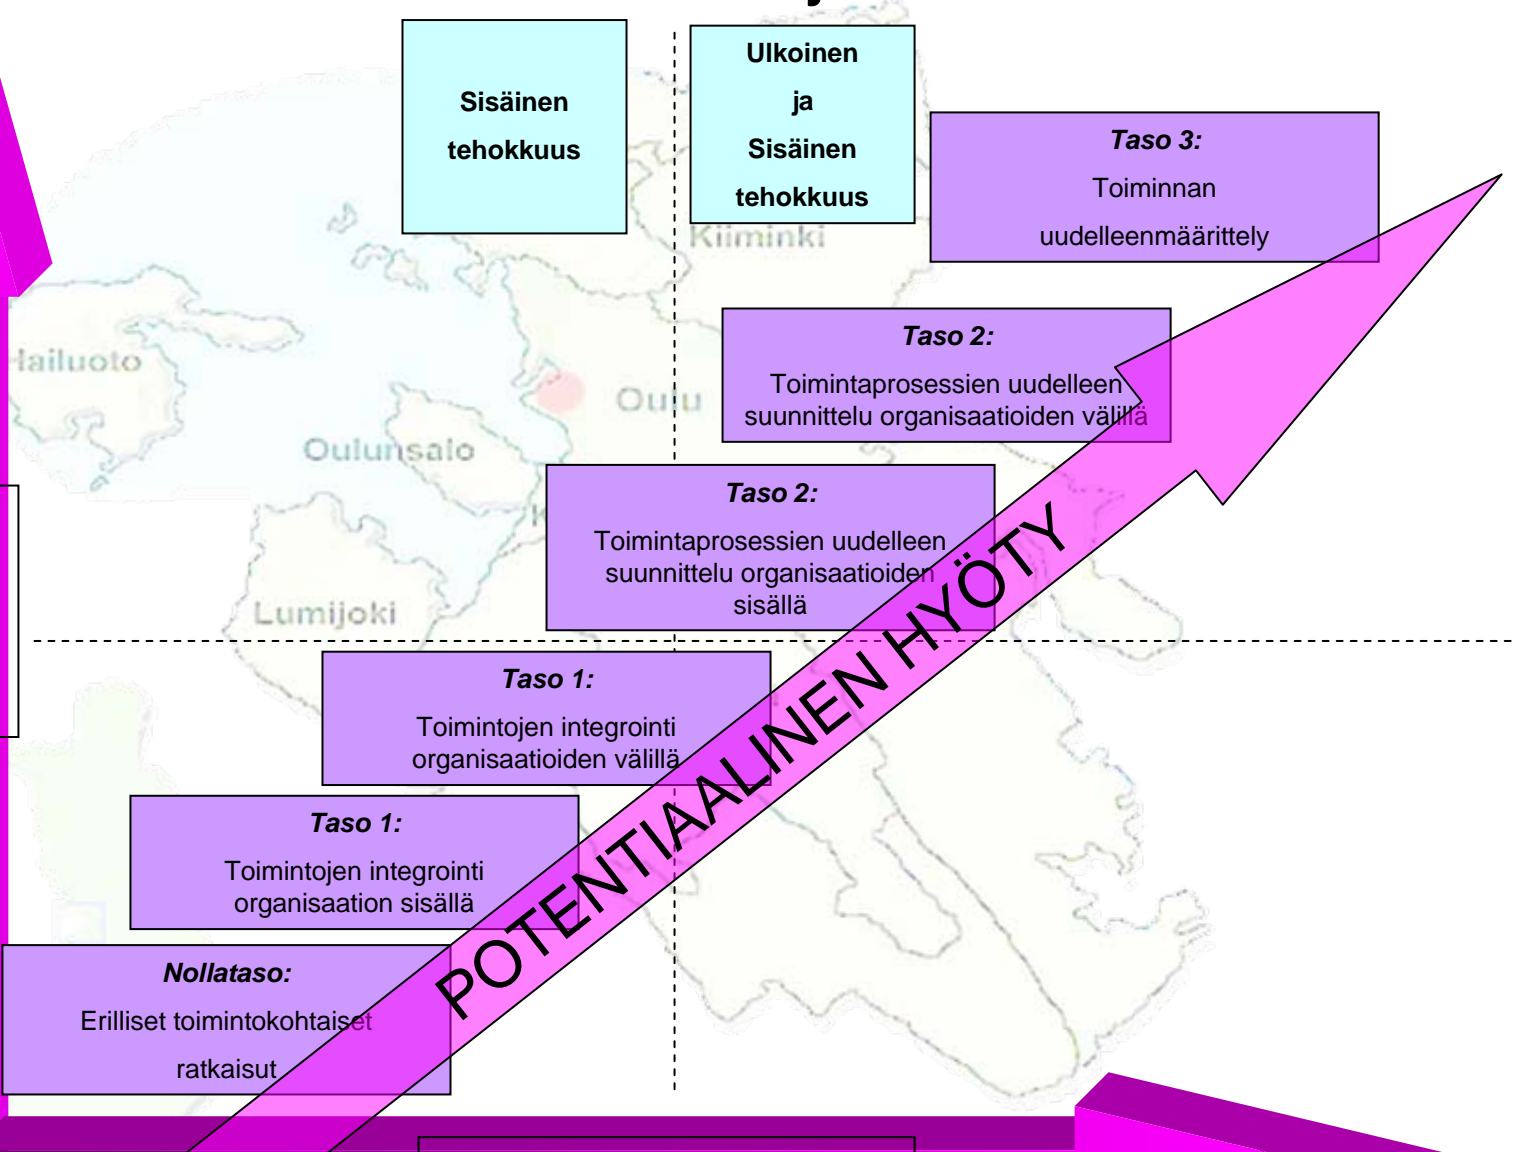 Sisäinen
tehokkuus
Ulkoinen
ja
Sisäinen
tehokkuus
Taso 3:
Toiminnan
uudelleenmäärittely
Kiiminki
Taso 2:
Toimintaprosessien uudelleen
suunnittelu organisaatioiden välillä
Hailuoto
Oulu
Oulunsalo
Taso 2:
Toimintaprosessien uudelleen
suunnittelu organisaatioiden
sisällä
Lumijoki
POTENTIAALINEN HYÖTY
Taso 1:
Toimintojen integrointi
organisaatioiden välillä
Taso 1:
Toimintojen integrointi
organisaation sisällä
Nollataso:
Erilliset toimintokohtaiset
ratkaisut